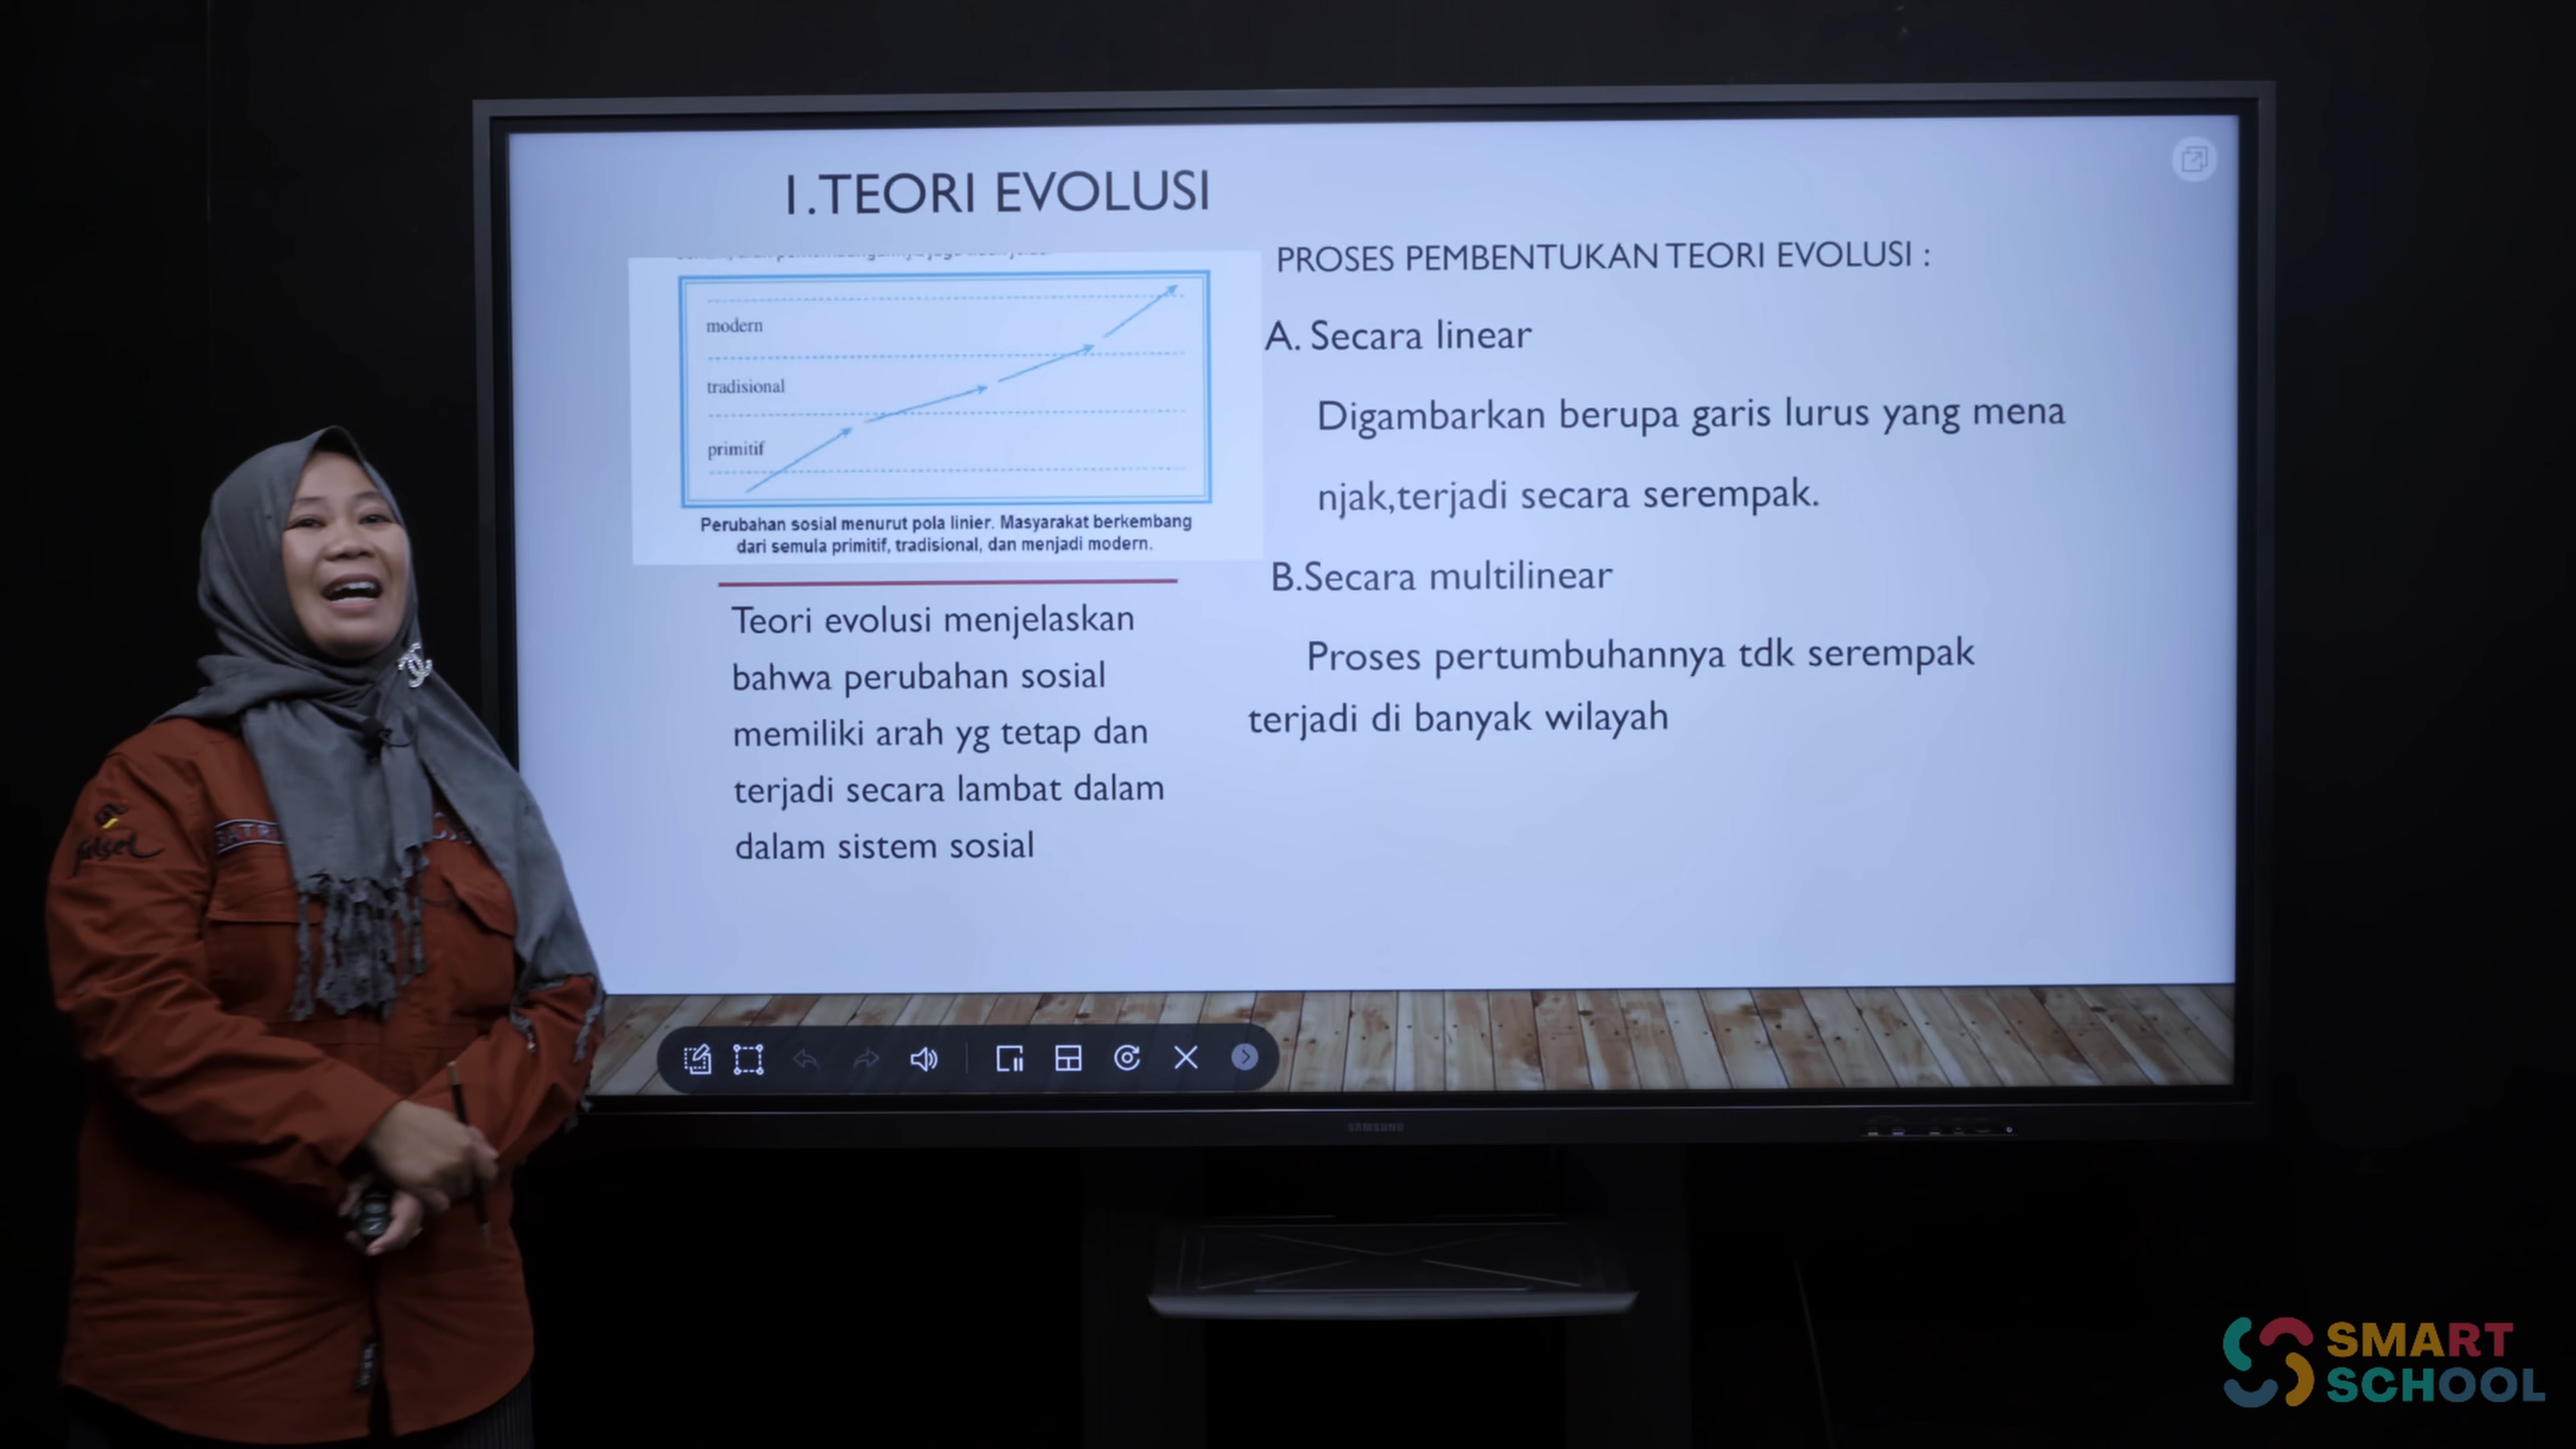 1.TEORI EVOLUSI
modern
tradisional
primitif
Perubahan sosial menurut pola linier. Masyarakat berkembang
dari semula primitif, tradisional, dan menjadi modern.
Teori evolusi menjelaskan
bahwa perubahan sosial
memiliki arah yg tetap dan
terjadi secara lambat dalam
dalam sistem sosial
PROSES PEMBENTUKAN TEORI EVOLUSI :
A. Secara linear
Digambarkan berupa garis lurus yang mena
njak,terjadi secara serempak.
B.Secara multilinear
Proses pertumbuhannya tdk serempak
terjadi di banyak wilayah
SAMSUNG
SMART
SCHOOL